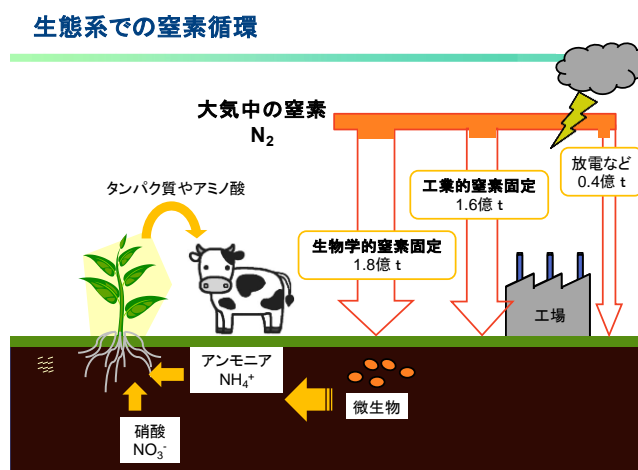 生態系での窒素循環
大気中の窒素
N₂
放電など
0.4億 t
工業的窒素固定
1.6億 t
タンパク質やアミノ酸
生物学的窒素固定
1.8億 t
工場
アンモニア
NH₄⁺
微生物
硝酸
NO₃⁻